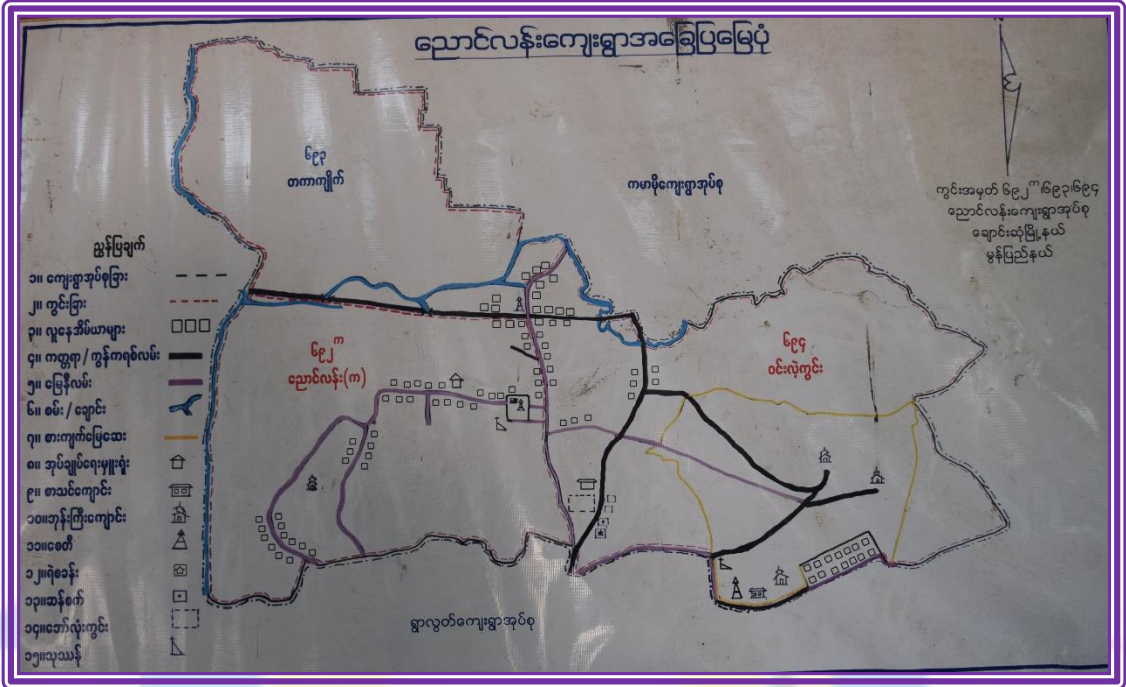 ညောင်လန်းကျေးရွာအခြေပြမြေပုံ
၆၉၃
တကာကျိုက်
ကမာမိုကျေးရွာအုပ်စု
ကွင်းအမှတ် ၆၉၂က၊၆၉၃၊၆၉၄
ညောင်လန်းကျေးရွာအုပ်စု
ချောင်းဆုံမြို့နယ်
မွန်ပြည်နယ်
ညွှန်ပြချက်
၁။ ကျေးရွာအုပ်စုခြား
၂။ ကွင်းခြား
၃။ လူနေအိမ်ယာများ
၄။ ကတ္တရာ / ကွန်ကရစ်လမ်း
၅။ မြေနီလမ်း
၆။ စမ်း / ချောင်း
၇။ စားကျက်မြေဆေး
၈။ အုပ်ချုပ်ရေးမှူးရုံး
၉။ စာသင်ကျောင်း
၁၀။ဘုန်းကြီးကျောင်း
၁၁။စေတီ
၁၂။ရဲစခန်း
၁၃။ဆန်စက်
၁၄။ဘော်လုံးကွင်း
၁၅။သုဿန်
၆၉၂က
ညောင်လန်း(က)
၆၉၄
ဝင်းလှဲ့ကွင်း
ရွာလွတ်ကျေးရွာအုပ်စု